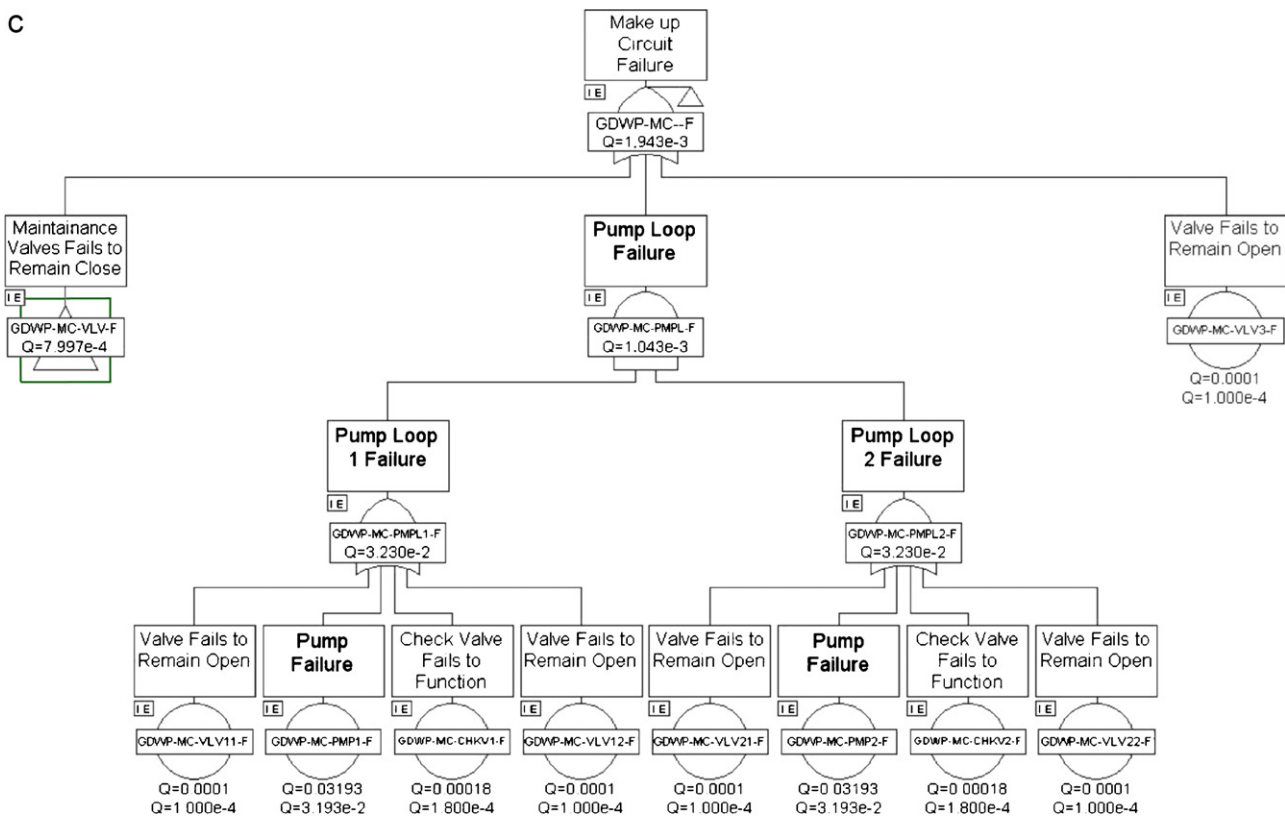 C
Make up
Circuit
Failure
I E
GDWP-MC--F
Q=1.943e-3
Maintainance
Valves Fails to
Remain Close
I E
GDWP-MC-VLV-F
Q=7.997e-4
Pump Loop
Failure
I E
GDWP-MC-PMPL-F
Q=1.043e-3
Valve Fails to
Remain Open
I E
GDWP-MC-VLV3-F
Q=0.0001
Q=1.000e-4
Pump Loop
1 Failure
I E
GDWP-MC-PMPL1-F
Q=3.230e-2
Pump Loop
2 Failure
I E
GDWP-MC-PMPL2-F
Q=3.230e-2
Valve Fails to
Remain Open
I E
GDWP-MC-VLV11-F
Q=0.0001
Q=1.000e-4
Pump
Failure
I E
GDWP-MC-PMP1-F
Q=0.03193
Q=3.193e-2
Check Valve
Fails to
Function
I E
GDWP-MC-CHKV1-F
Q=0.00018
Q=1.800e-4
Valve Fails to
Remain Open
I E
GDWP-MC-VLV12-F
Q=0.0001
Q=1.000e-4
Valve Fails to
Remain Open
I E
GDWP-MC-VLV21-F
Q=0.0001
Q=1.000e-4
Pump
Failure
I E
GDWP-MC-PMP2-F
Q=0.03193
Q=3.193e-2
Check Valve
Fails to
Function
I E
GDWP-MC-CHKV2-F
Q=0.00018
Q=1.800e-4
Valve Fails to
Remain Open
I E
GDWP-MC-VLV22-F
Q=0.0001
Q=1.000e-4